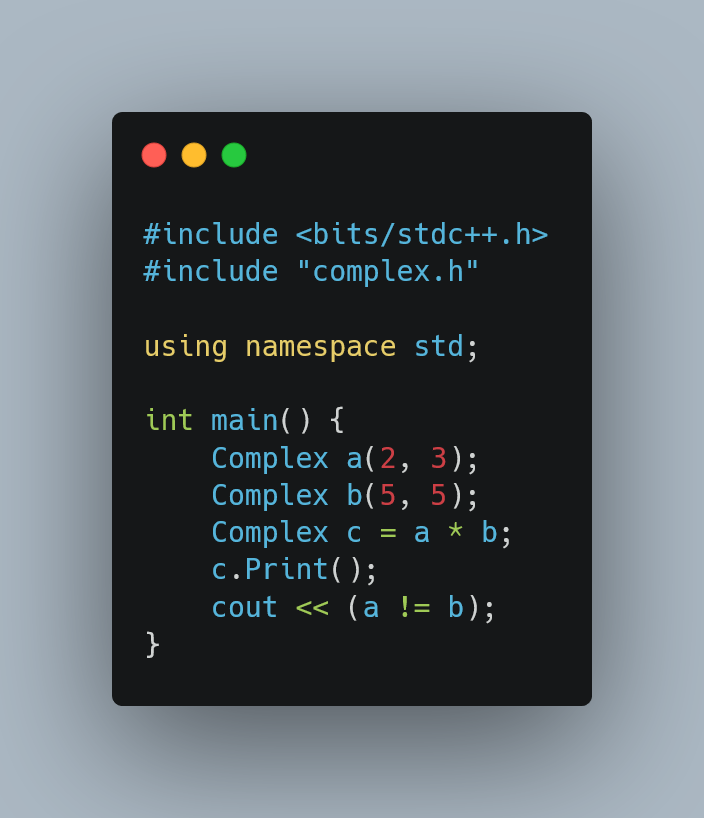 #include <bits/stdc++.h>
#include "complex.h"

using namespace std;

int main() {
    Complex a(2, 3);
    Complex b(5, 5);
    Complex c = a * b;
    c.Print();
    cout << (a != b);
}